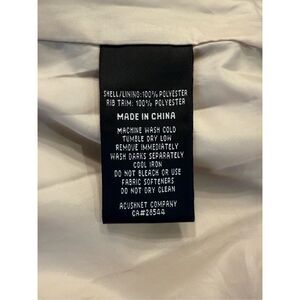 SHELL/LINING: 100% POLYESTER
RIB TRIM: 100% POLYESTER
MADE IN CHINA
MACHINE WASH COLD
TUMBLE DRY LOW
REMOVE IMMEDIATELY
WASH DARKS SEPARATELY
COOL IRON
DO NOT BLEACH OR USE
FABRIC SOFTENERS
DO NOT DRY CLEAN
ACUSHNET COMPANY
CA#26544